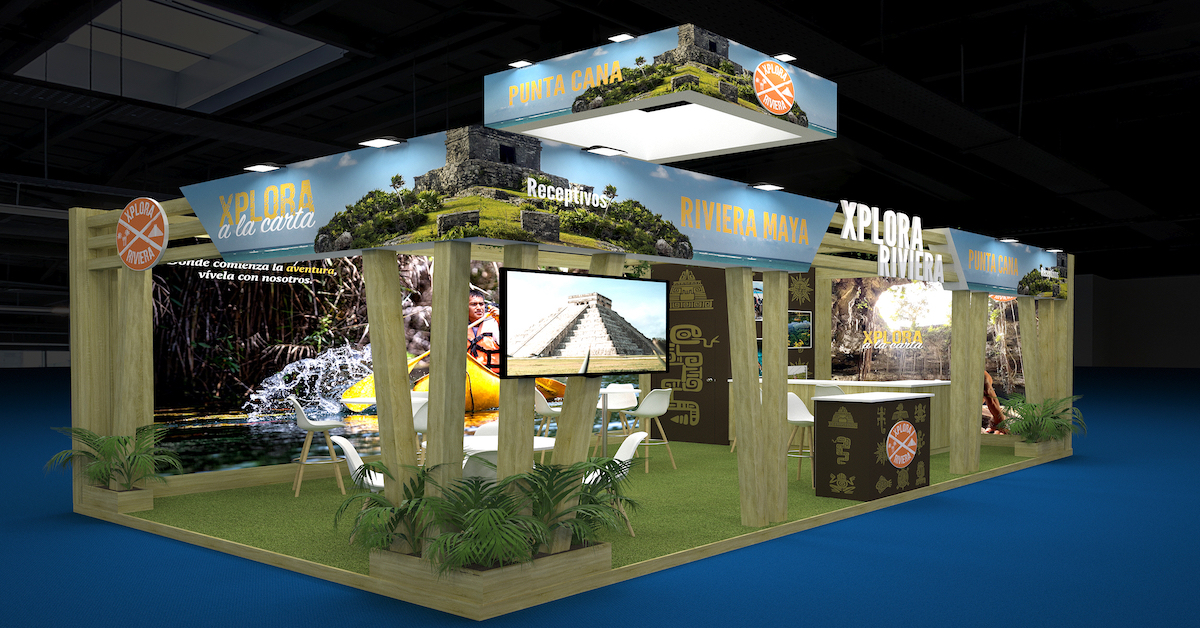 PUNTA CANA
XPLORA
RIVIERA
XPLORA
a la carta
Receptivos
RIVIERA MAYA
XPLORA
RIVIERA
XPLORA
RIVIERA
PUNTA CANA
Receptivos
Donde comienza la aventura,
vívela con nosotros.
XPLORA
a la carta
XPLORA
RIVIERA